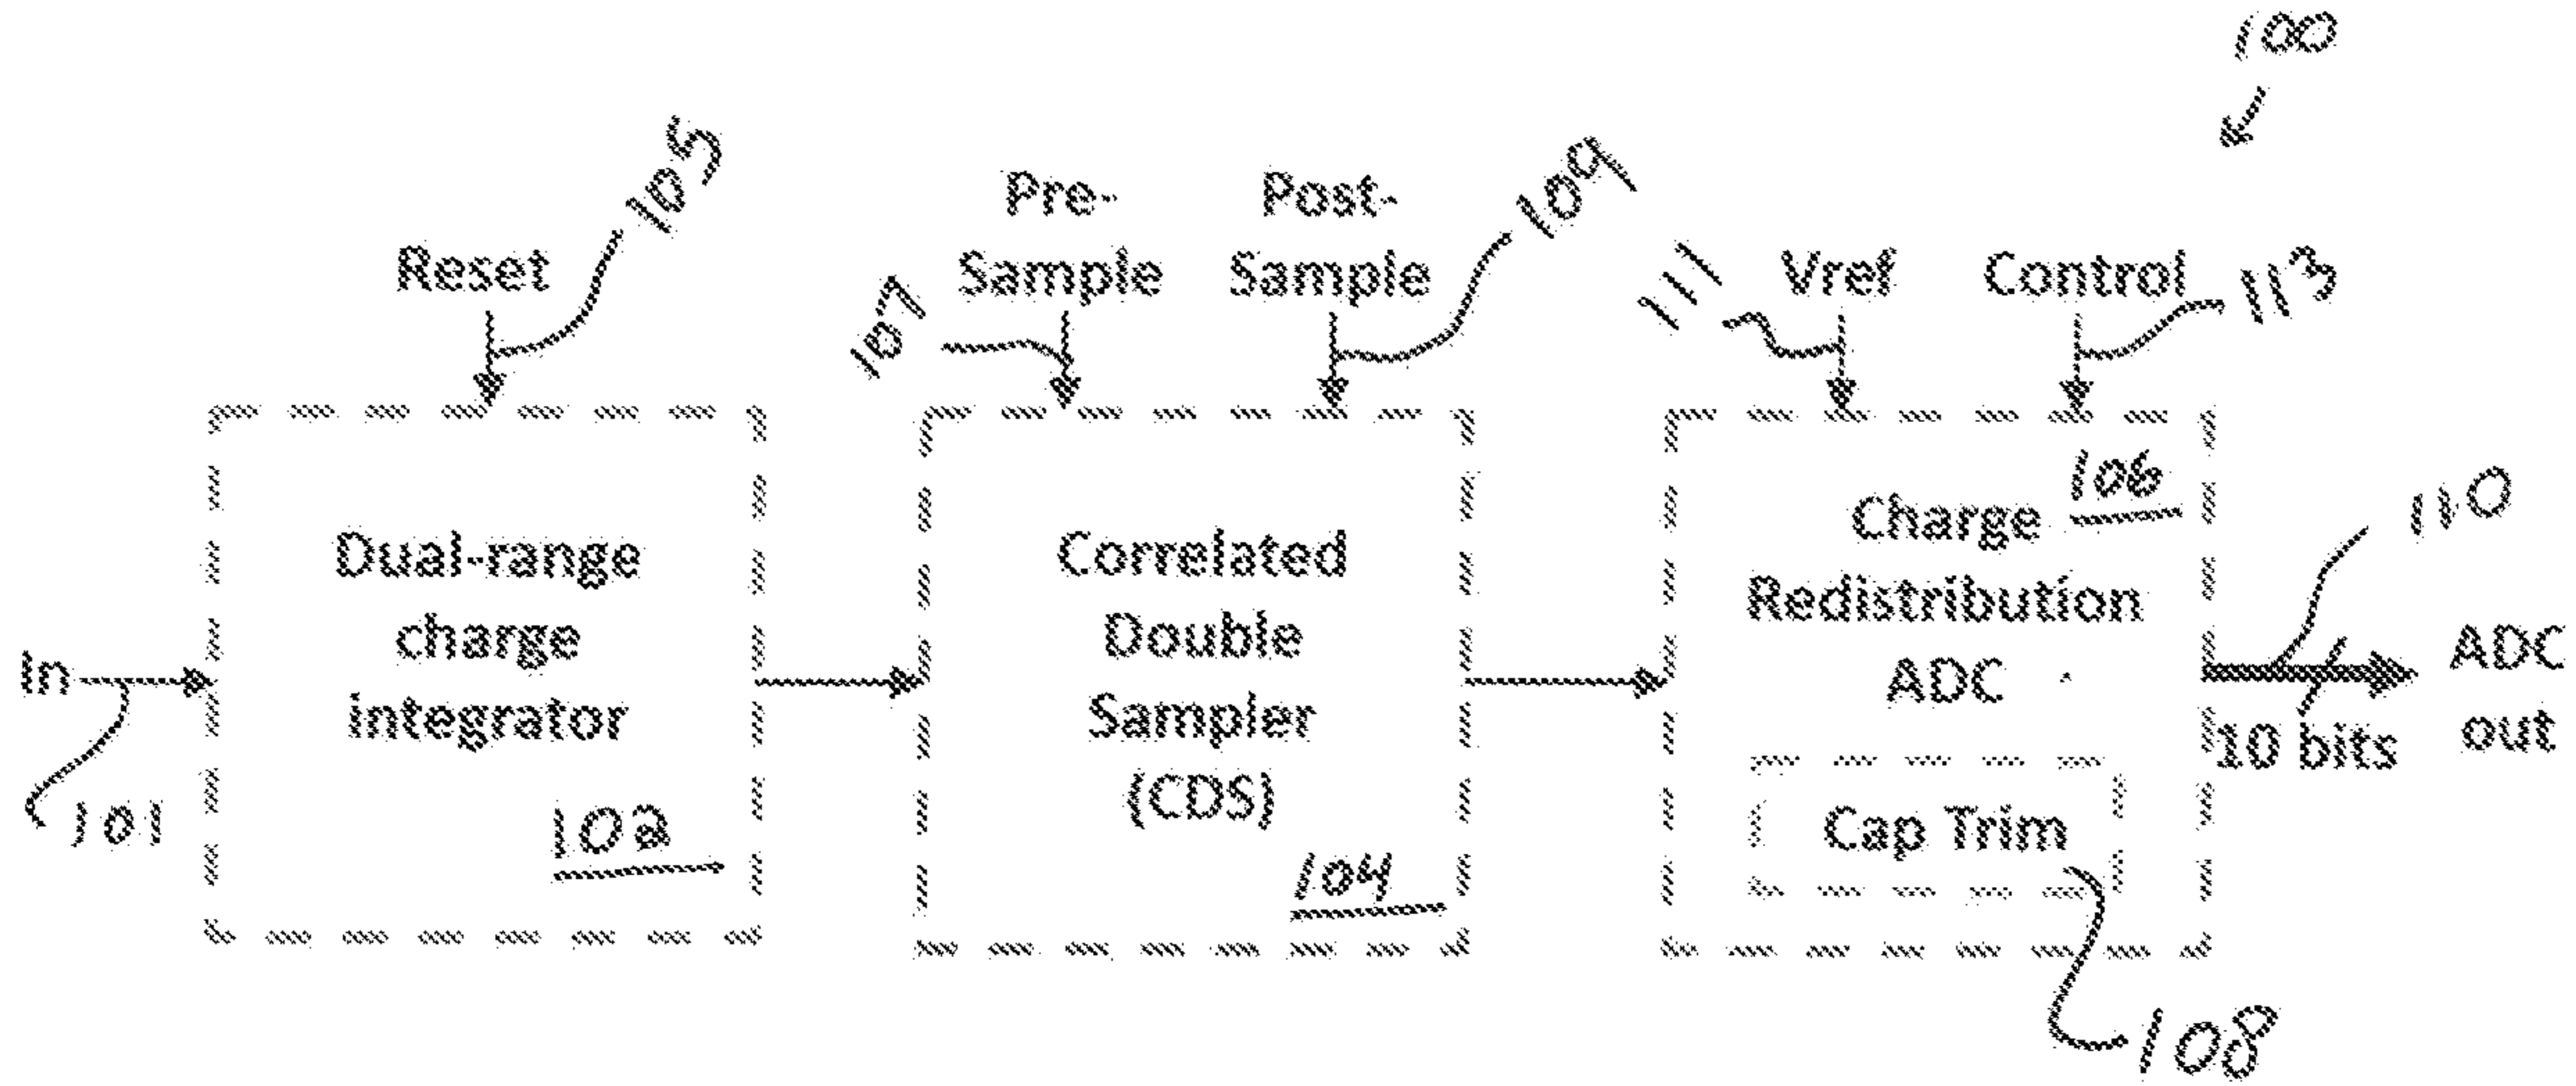 100
105
Reset
Pre-
Sample
107
Post-
Sample
109
111
Vref
Control
113
In
101
Dual-range
charge
integrator
102
Correlated
Double
Sampler
(CDS)
104
106
Charge
Redistribution
ADC
Cap Trim
108
110
10 bits
ADC
out